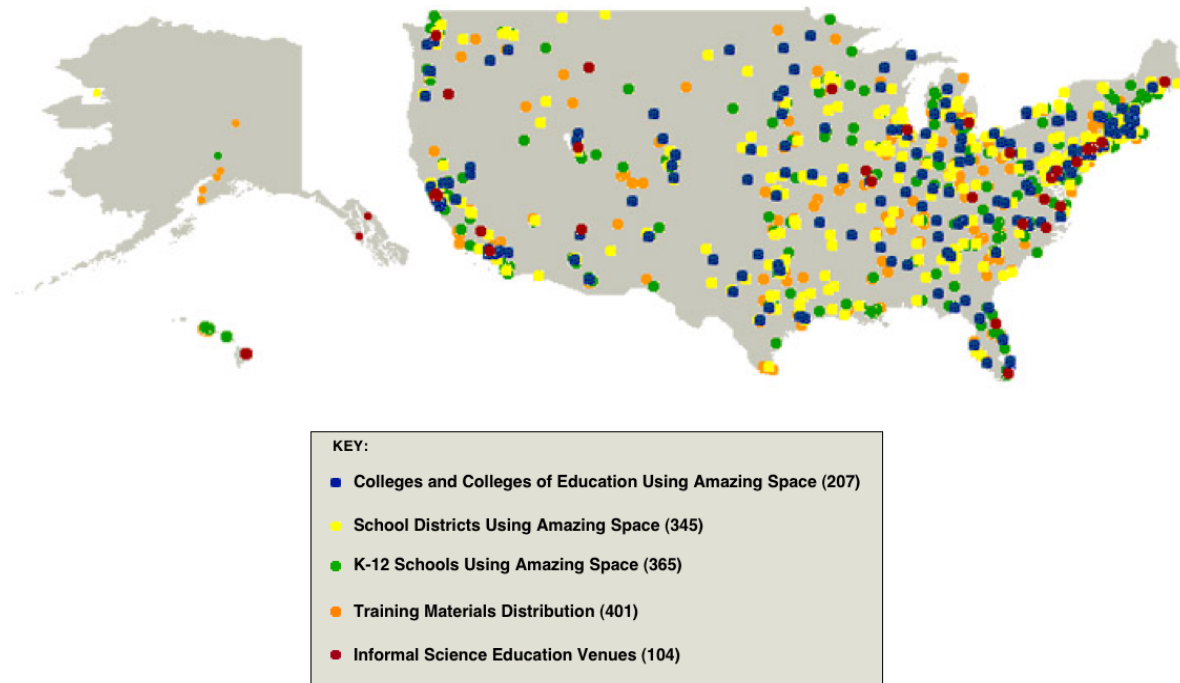 KEY:
Colleges and Colleges of Education Using Amazing Space (207)
School Districts Using Amazing Space (345)
K-12 Schools Using Amazing Space (365)
Training Materials Distribution (401)
Informal Science Education Venues (104)